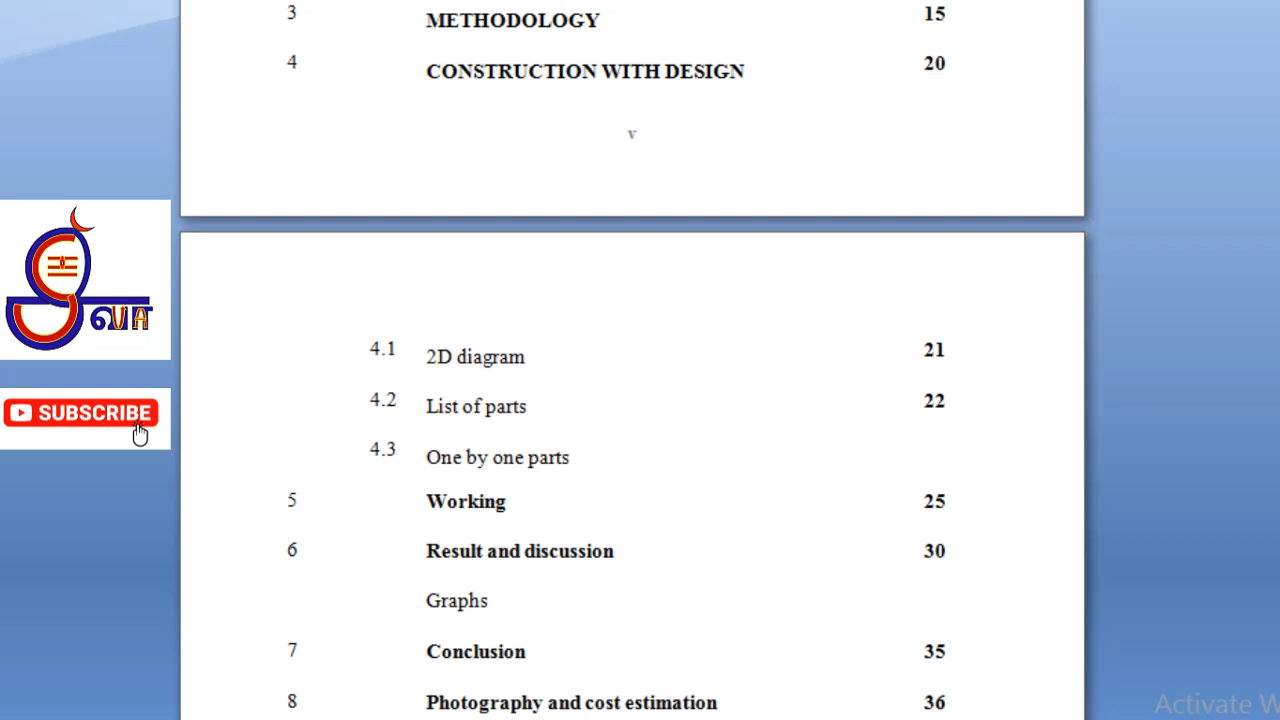 3 METHODOLOGY 15
4 CONSTRUCTION WITH DESIGN 20
v
வா
SUBSCRIBE
4.1 2D diagram 21
4.2 List of parts 22
4.3 One by one parts
5 Working 25
6 Result and discussion 30
Graphs
7 Conclusion 35
8 Photography and cost estimation 36
Activate W